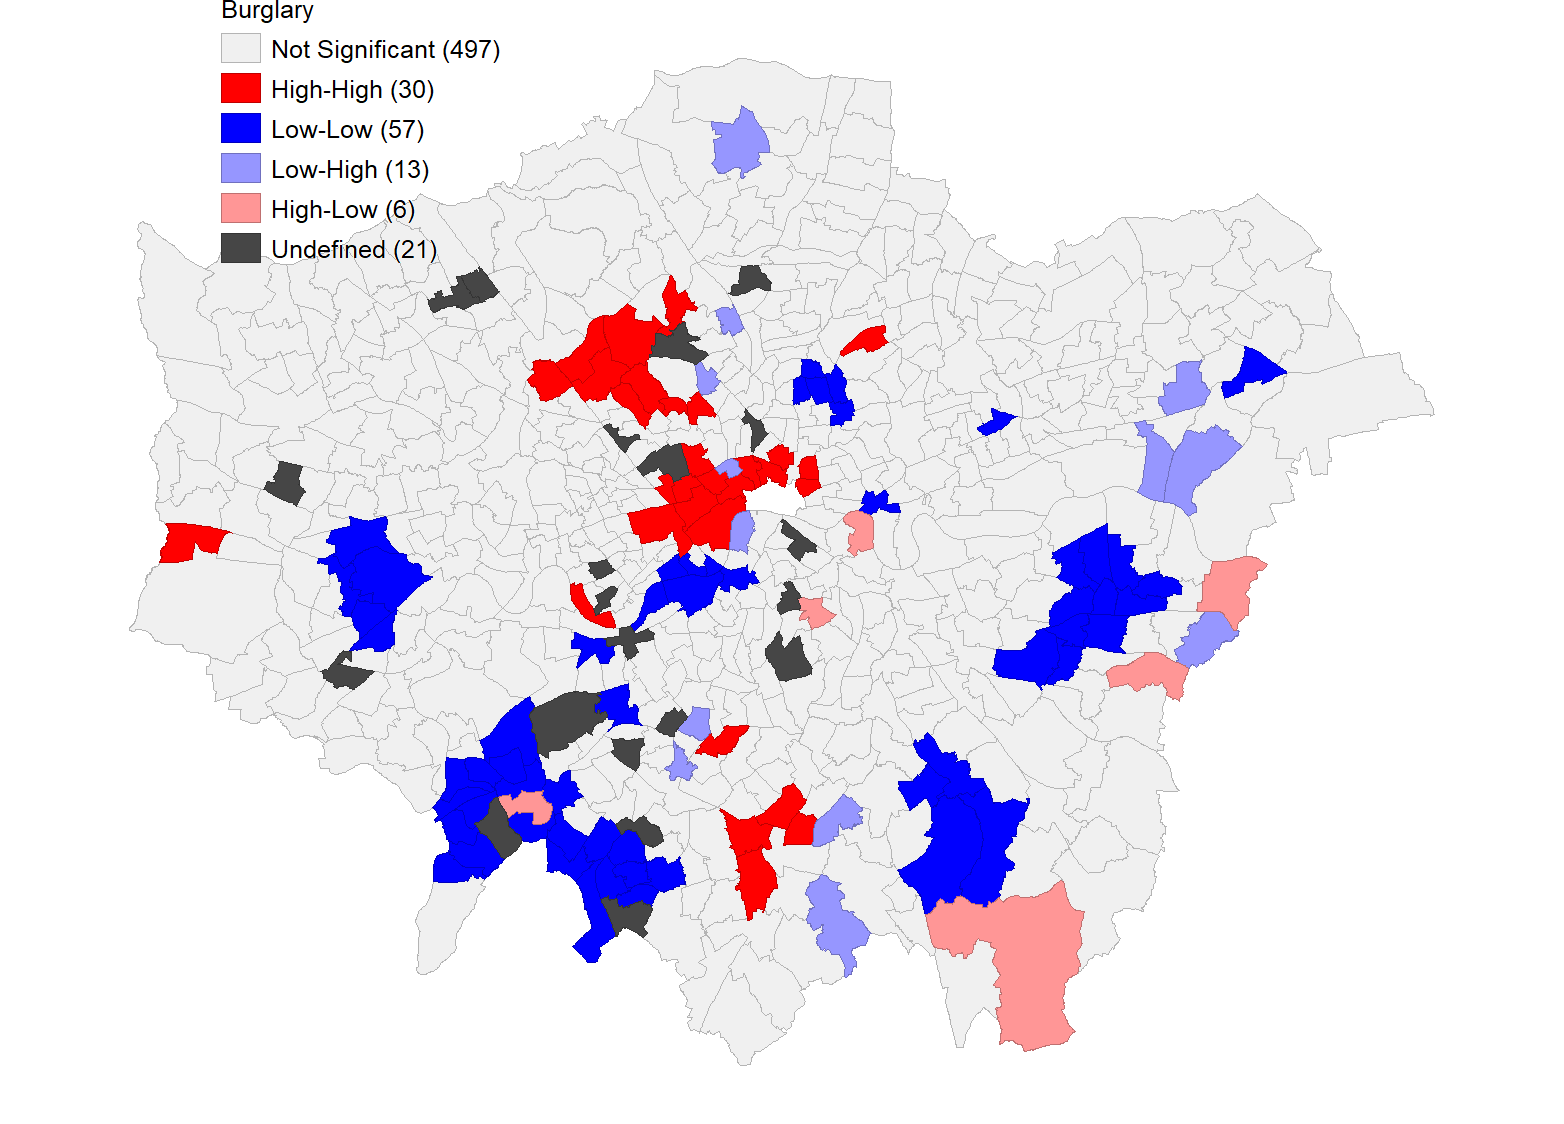 Burglary
Not Significant (497)
High-High (30)
Low-Low (57)
Low-High (13)
High-Low (6)
Undefined (21)